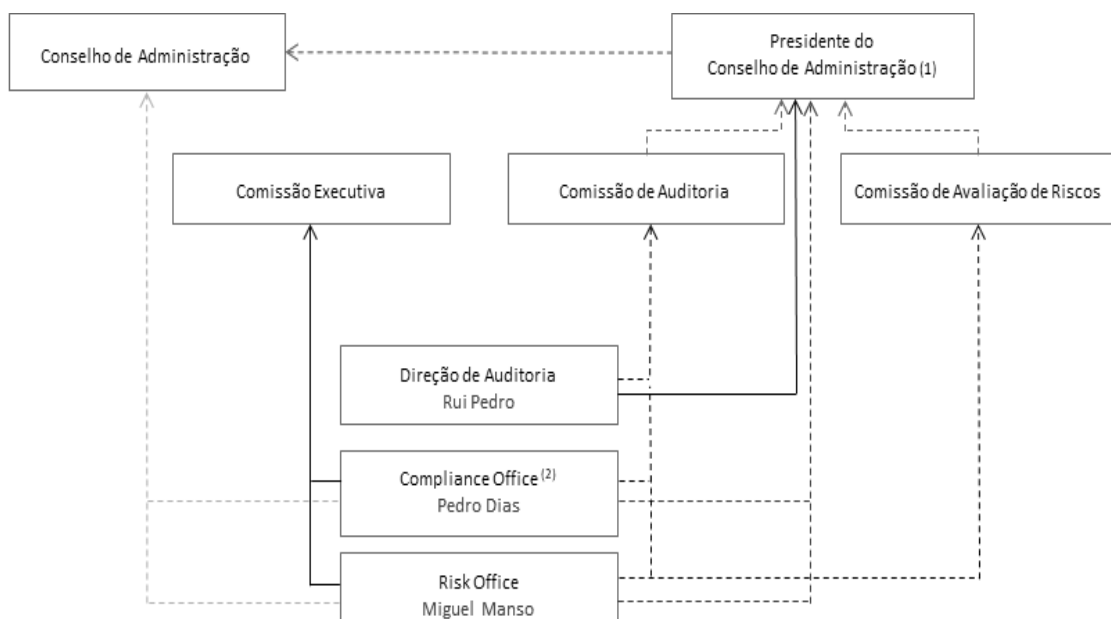 Conselho de Administração
Presidente do
Conselho de Administração (1)
Comissão Executiva
Comissão de Auditoria
Comissão de Avaliação de Riscos
Direção de Auditoria
Rui Pedro
Compliance Office (2)
Pedro Dias
Risk Office
Miguel Manso